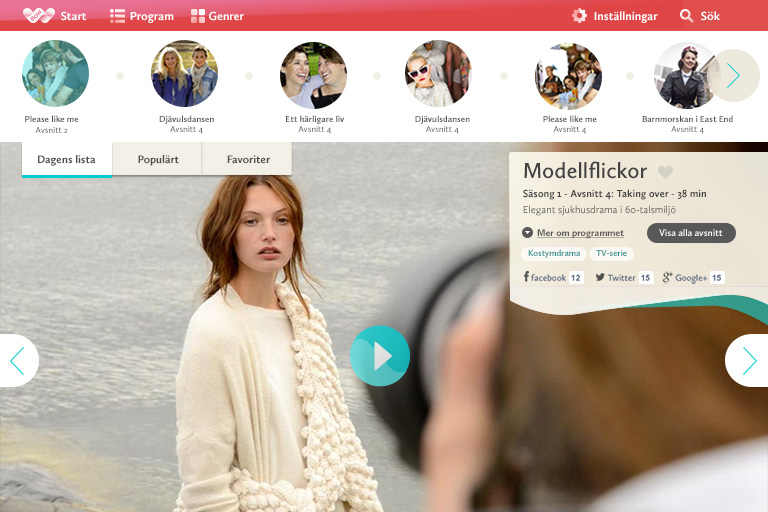 Start
Program
Genrer
Inställningar
Sök
Please like me
Avsnitt 2
Djävulsdansen
Avsnitt 4
Ett härligare liv
Avsnitt 4
Djävulsdansen
Avsnitt 4
Please like me
Avsnitt 4
Barnmorskan i East End
Avsnitt 4
Dagens lista
Populärt
Favoriter
Modellflickor
Säsong 1 - Avsnitt 4: Taking over - 38 min
Elegant sjukhusdrama i 60-talsmiljö
Mer om programmet
Visa alla avsnitt
Kostymdrama
TV-serie
facebook 12
Twitter 15
Google+ 15